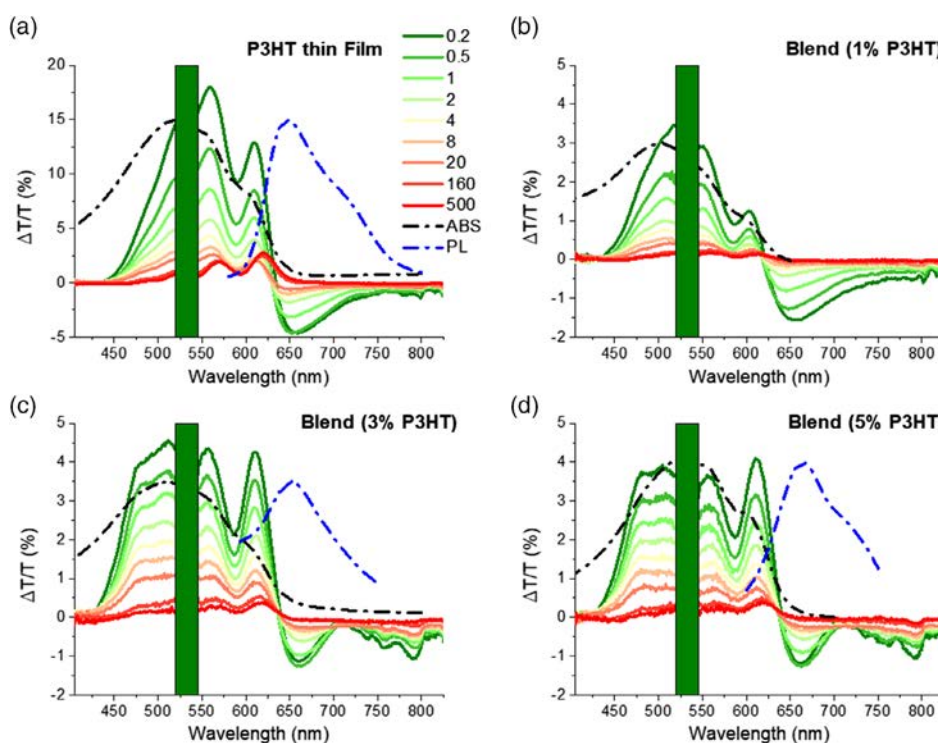 (a)
P3HT thin Film
ΔT/T (%)
20
15
10
5
0
-5
450 500 550 600 650 700 750 800
Wavelength (nm)
0.2
0.5
1
2
4
8
20
160
500
ABS
PL
(b)
Blend (1% P3HT)
ΔT/T (%)
5
4
3
2
1
0
-1
-2
450 500 550 600 650 700 750 800
Wavelength (nm)
(c)
Blend (3% P3HT)
ΔT/T (%)
5
4
3
2
1
0
-1
-2
450 500 550 600 650 700 750 800
Wavelength (nm)
(d)
Blend (5% P3HT
ΔT/T (%)
5
4
3
2
1
0
-1
-2
450 500 550 600 650 700 750 800
Wavelength (nm)